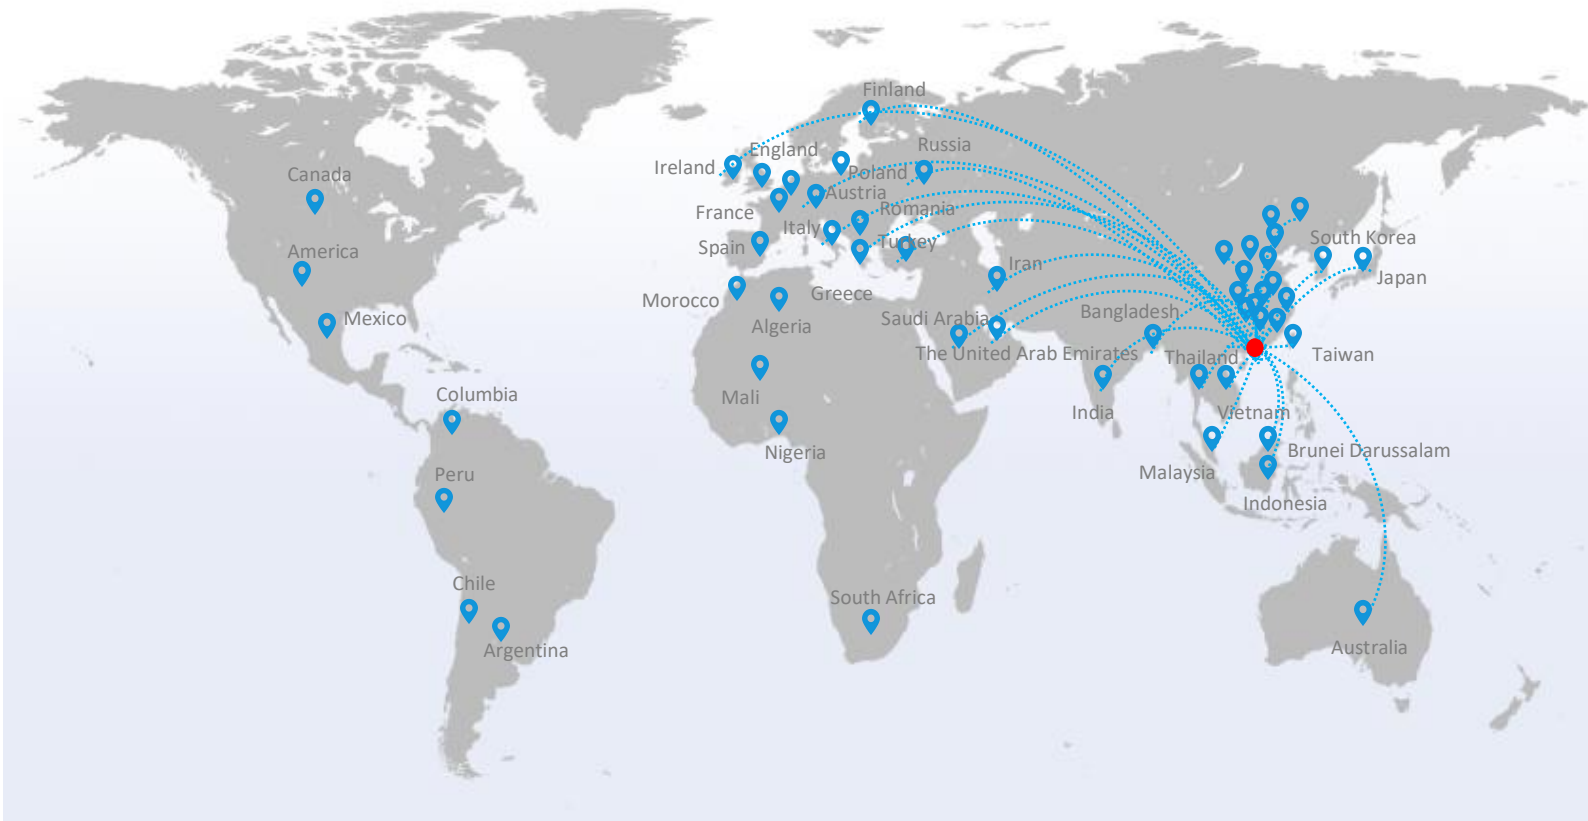 Finland
England
Russia
Ireland
Poland
Canada
Austria
France
Romania
Italy
Spain
Turkey
South Korea
America
Iran
Japan
Morocco
Greece
Algeria
Saudi Arabia
Bangladesh
Mexico
The United Arab Emirates
Thailand
Taiwan
Mali
Columbia
India
Vietnam
Nigeria
Brunei Darussalam
Peru
Malaysia
Indonesia
Chile
South Africa
Argentina
Australia